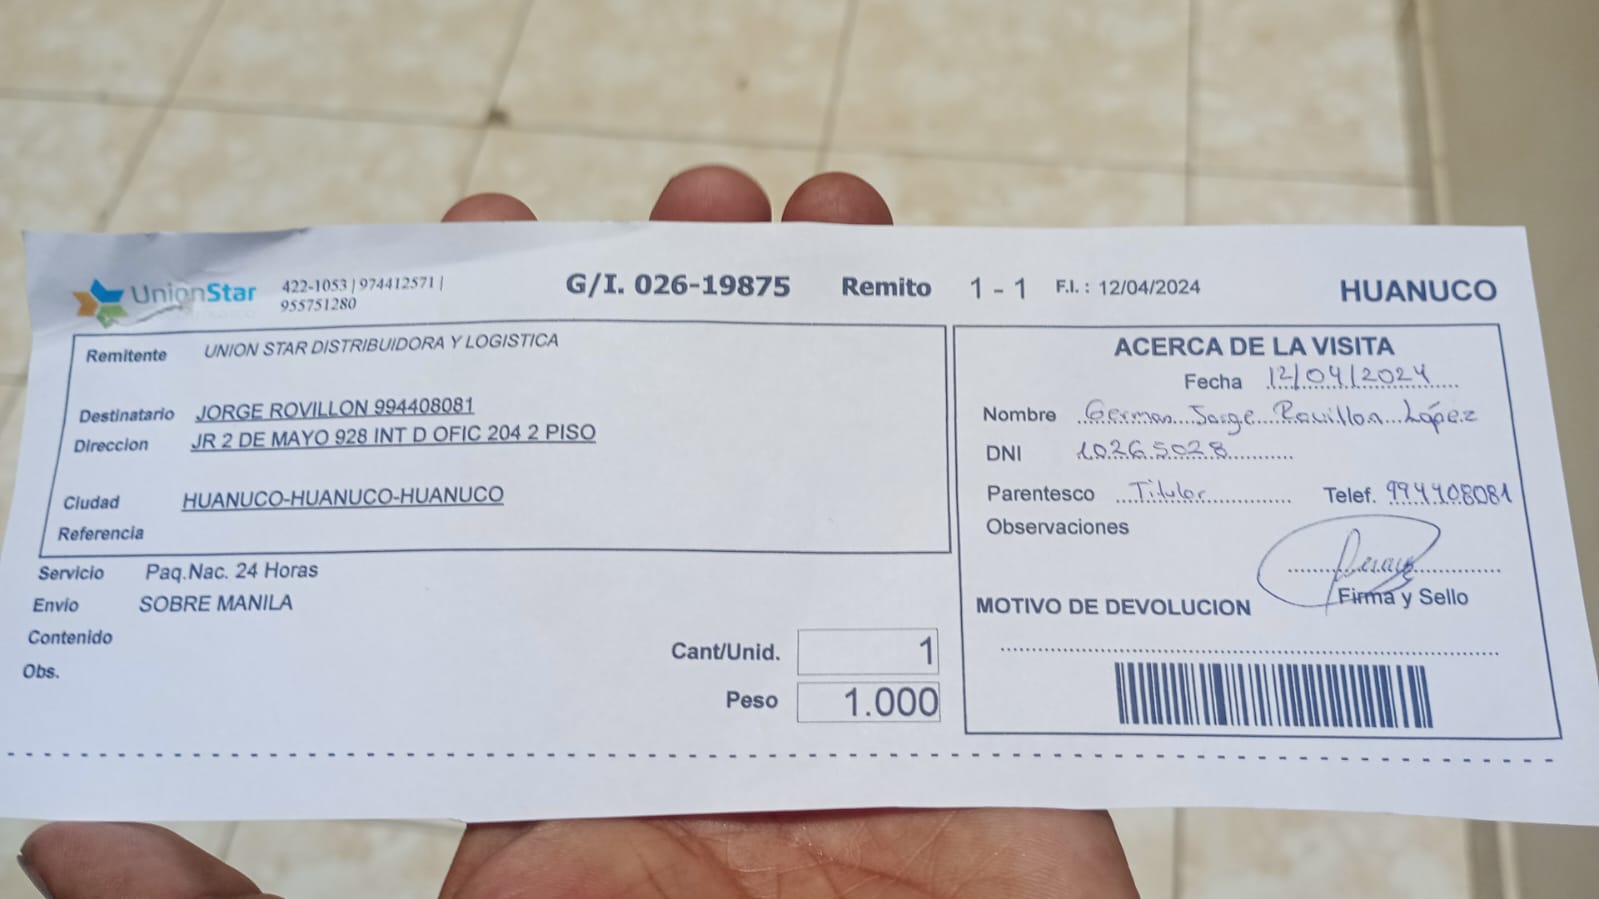 UnionStar 422-1053 | 974412571 | 955751280 G/I. 026-19875 Remito 1 - 1 F.I. : 12/04/2024 HUANUCO
Remitente UNION STAR DISTRIBUIDORA Y LOGISTICA
Destinatario JORGE ROVILLON 994408081
Direccion JR 2 DE MAYO 928 INT D OFIC 204 2 PISO
Ciudad HUANUCO-HUANUCO-HUANUCO
Referencia
Servicio Paq.Nac. 24 Horas
Envío SOBRE MANILA
Contenido
Obs.
Cant/Unid. 1
Peso 1.000
ACERCA DE LA VISITA
Fecha 12/04/2024
Nombre German Jorge Rovillon López
DNI 10265028
Parentesco Titular Telef. 994408081
Observaciones
Firma y Sello
MOTIVO DE DEVOLUCION